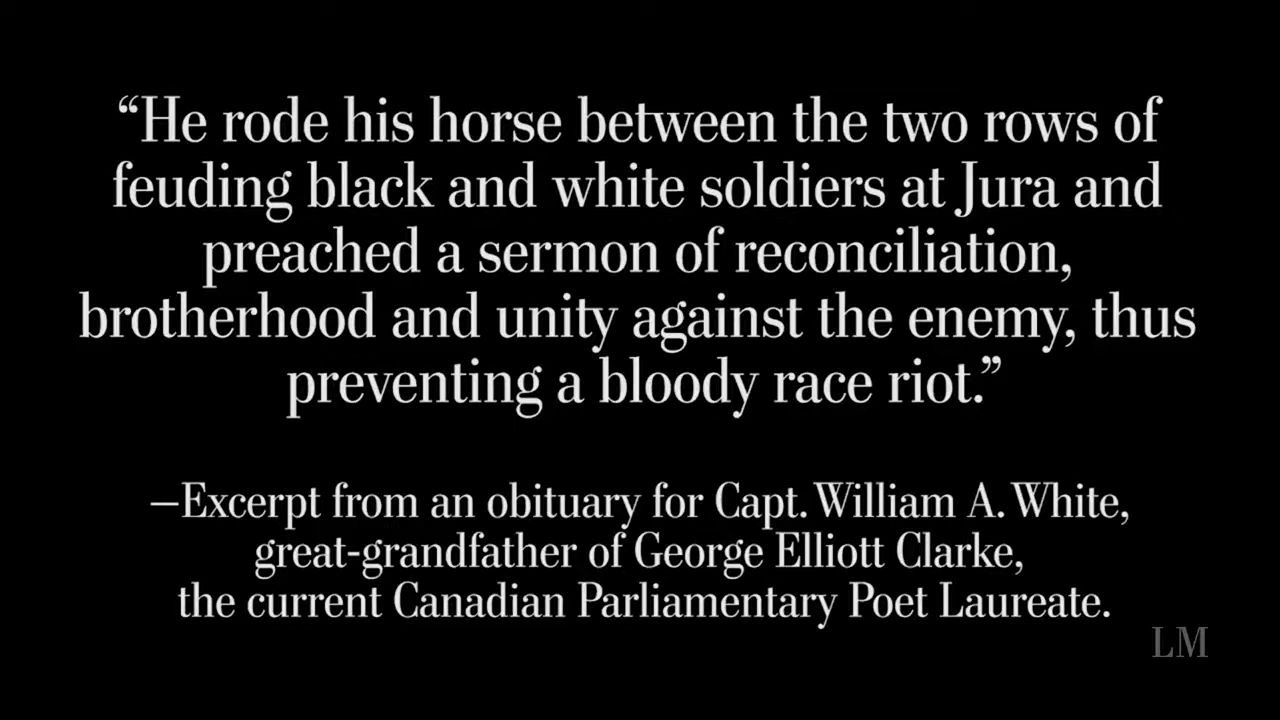 “He rode his horse between the two rows of
feuding black and white soldiers at Jura and
preached a sermon of reconciliation,
brotherhood and unity against the enemy, thus
preventing a bloody race riot.”
–Excerpt from an obituary for Capt. William A. White,
great-grandfather of George Elliott Clarke,
the current Canadian Parliamentary Poet Laureate.
LM